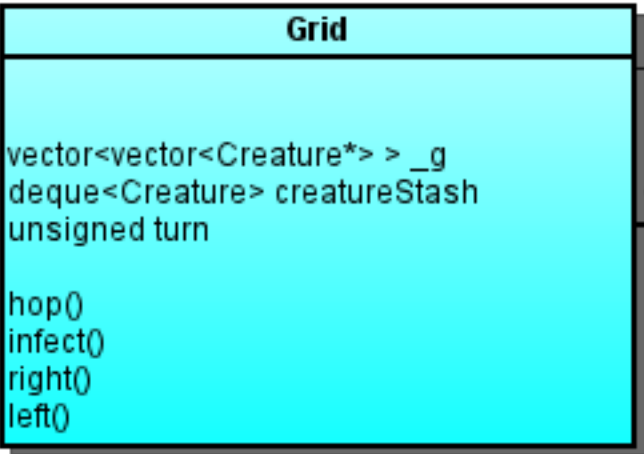 Grid
vector<vector<Creature*> > _g
deque<Creature> creatureStash
unsigned turn
hop()
infect()
right()
left()